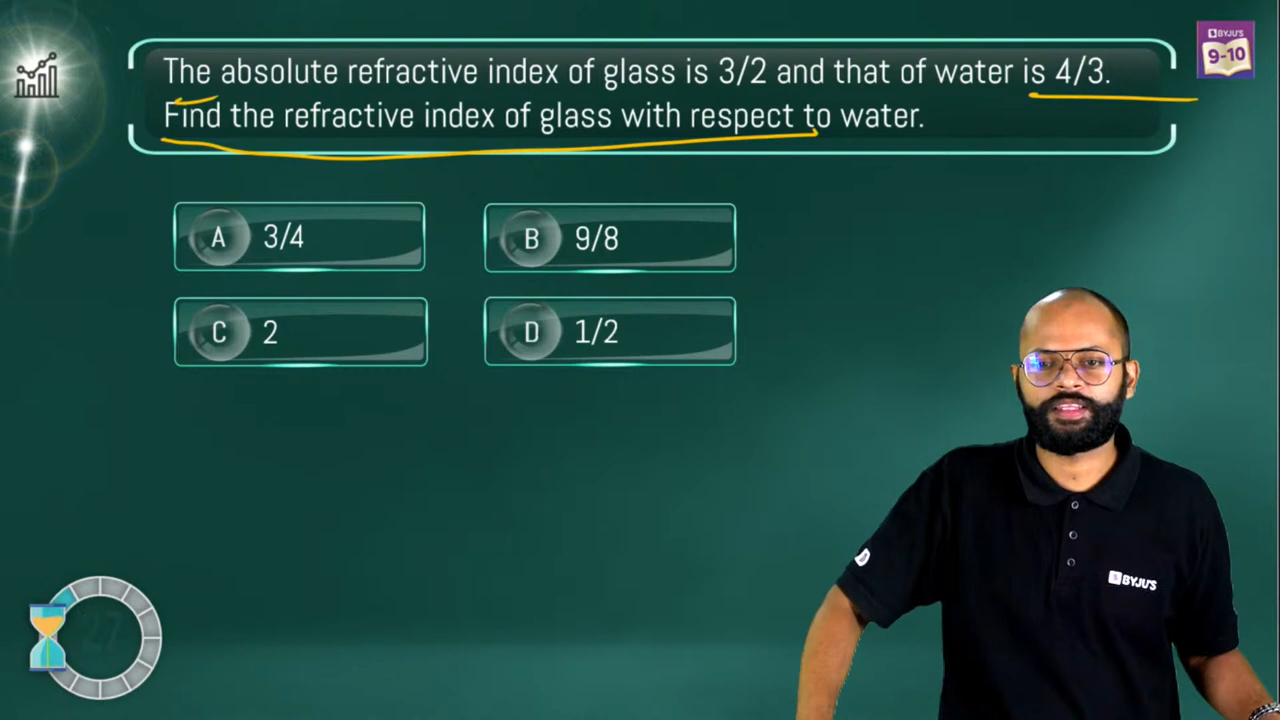 The absolute refractive index of glass is 3/2 and that of water is 4/3.
Find the refractive index of glass with respect to water.
BYJU'S
9-10
A 3/4
B 9/8
C 2
D 1/2
27
BYJU'S